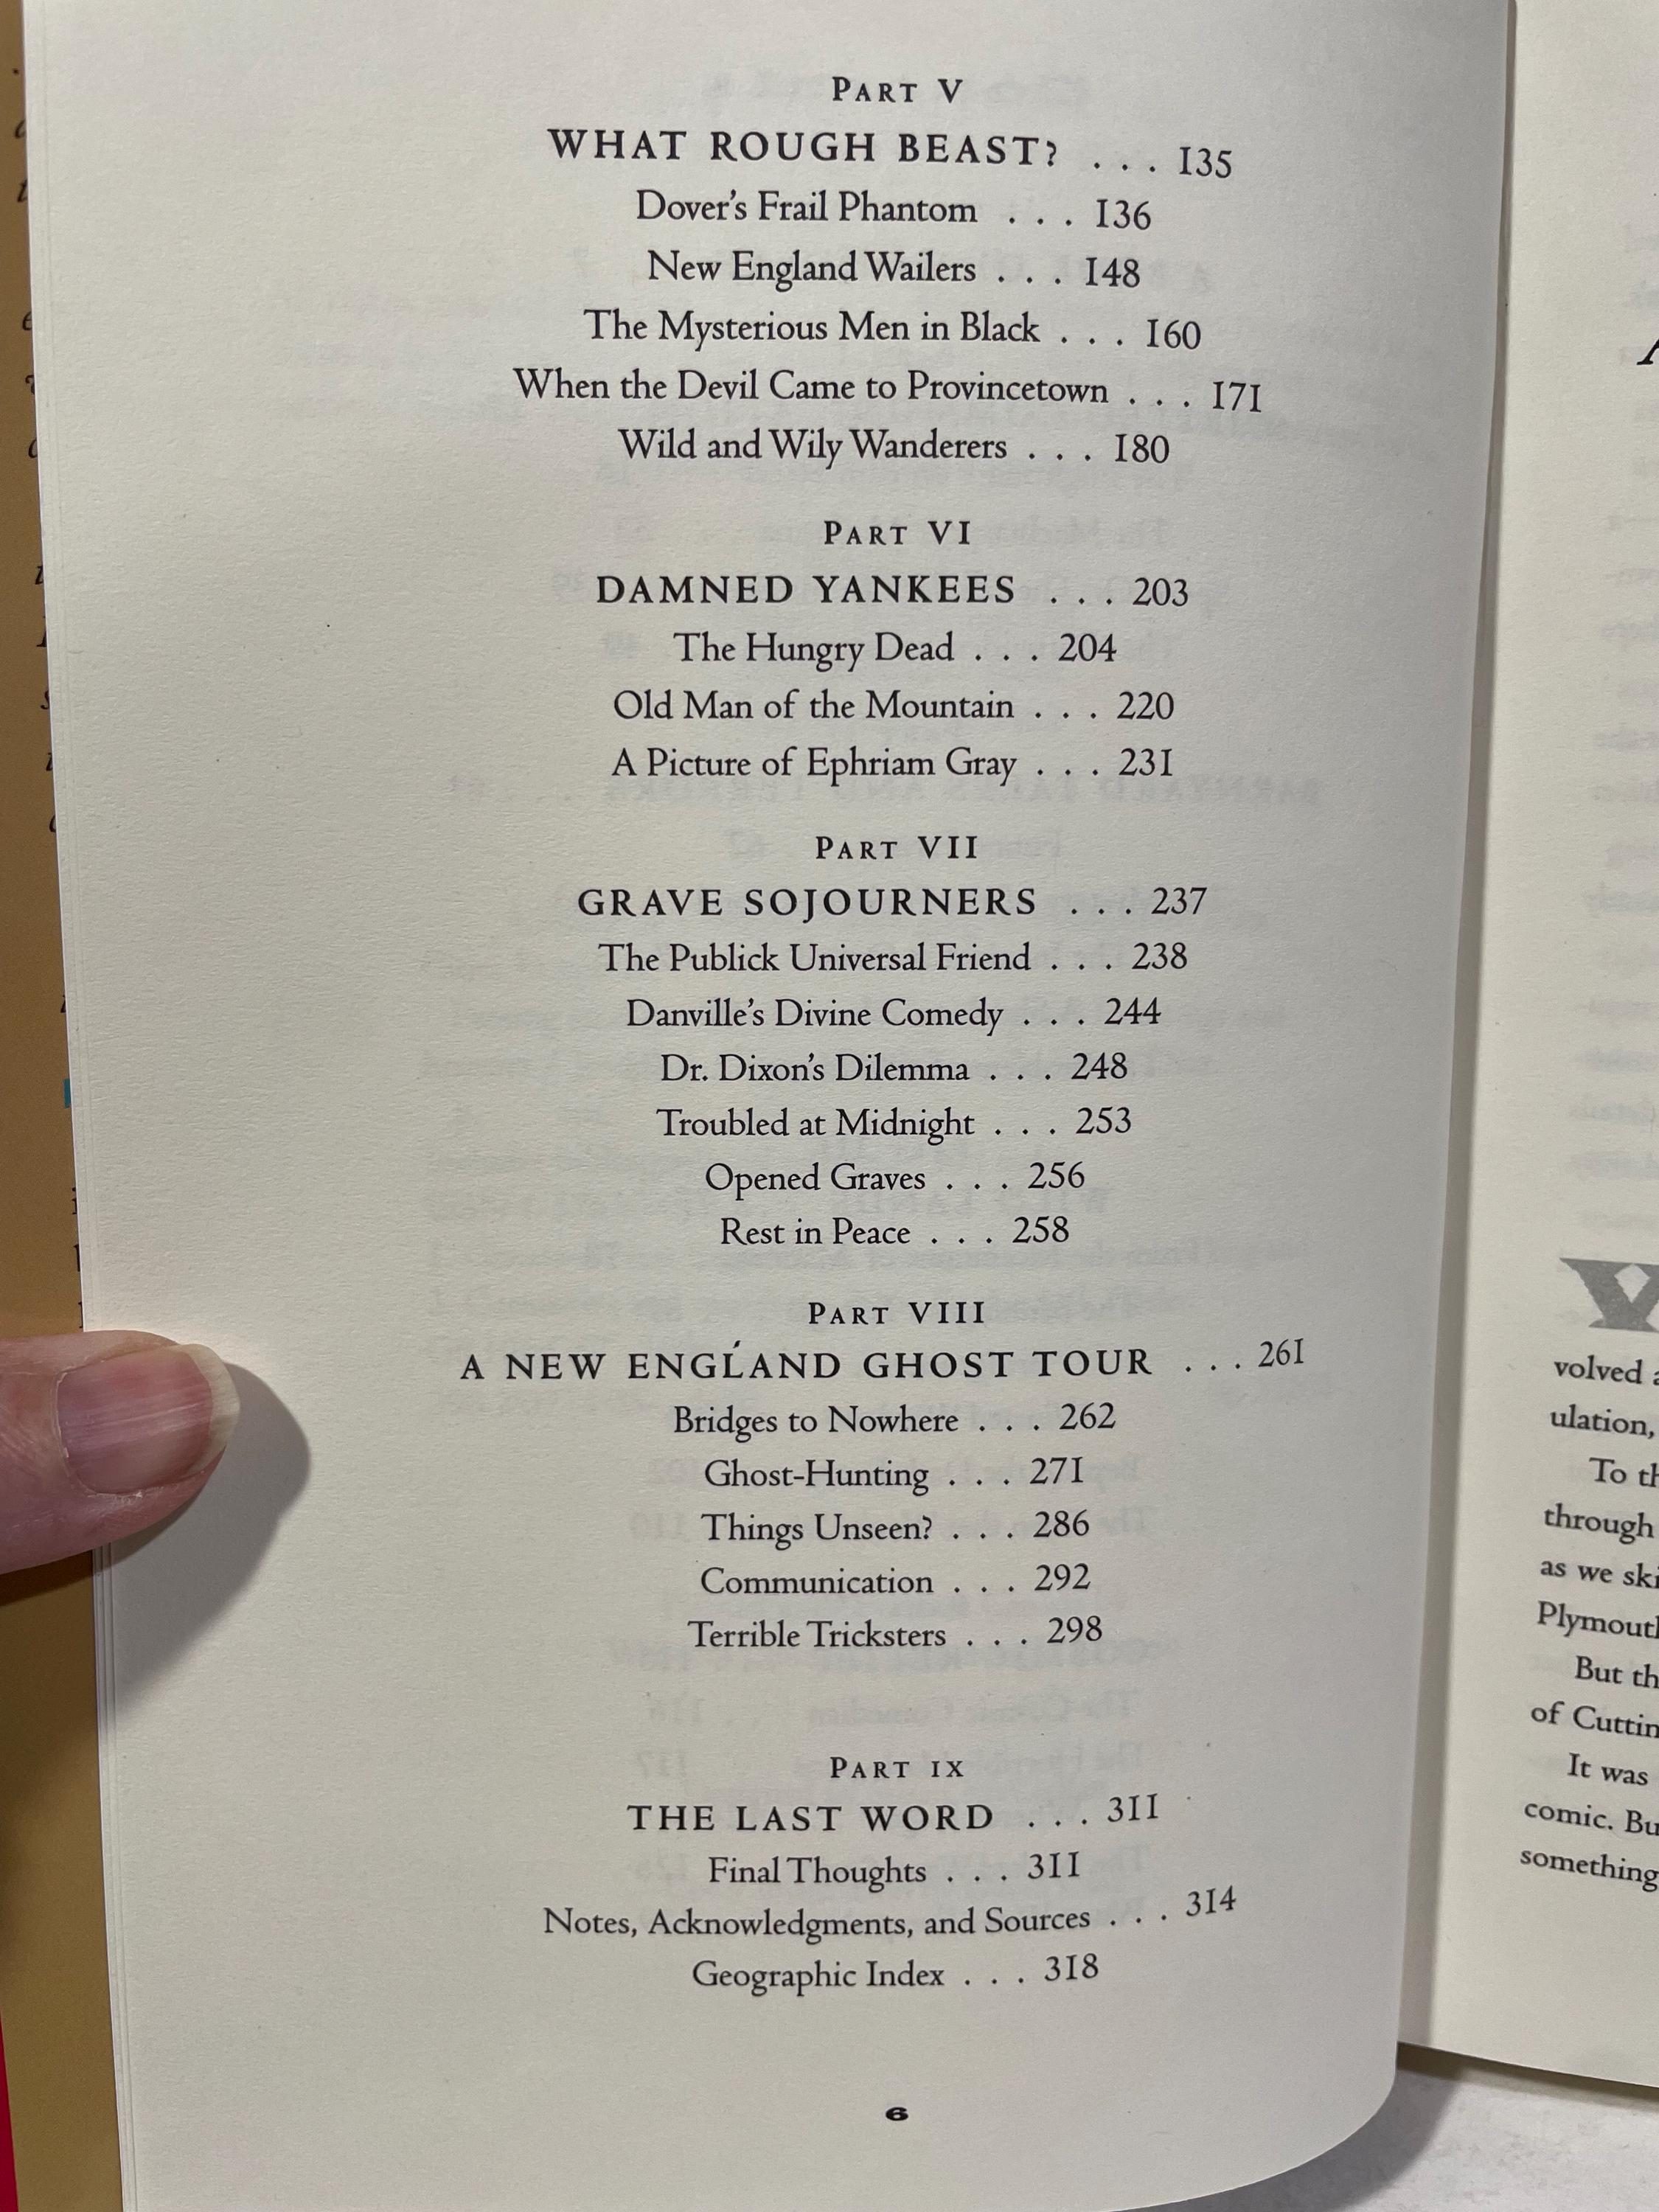 PART V
WHAT ROUGH BEAST? . . . 135
Dover's Frail Phantom . . . 136
New England Wailers . . . 148
The Mysterious Men in Black . . . 160
When the Devil Came to Provincetown . . . 171
Wild and Wily Wanderers . . . 180
PART VI
DAMNED YANKEES . . . 203
The Hungry Dead . . . 204
Old Man of the Mountain . . . 220
A Picture of Ephriam Gray . . . 231
PART VII
GRAVE SOJOURNERS . . . 237
The Publick Universal Friend . . . 238
Danville's Divine Comedy . . . 244
Dr. Dixon's Dilemma . . . 248
Troubled at Midnight . . . 253
Opened Graves . . . 256
Rest in Peace . . . 258
PART VIII
A NEW ENGLAND GHOST TOUR . . . 261
Bridges to Nowhere . . . 262
Ghost-Hunting . . . 271
Things Unseen? . . . 286
Communication . . . 292
Terrible Tricksters . . . 298
PART IX
THE LAST WORD . . . 311
Final Thoughts . . . 311
Notes, Acknowledgments, and Sources . . . 314
Geographic Index . . . 318
6
volved
ulation,
To
through
as we
But
of
It was
comic.
something